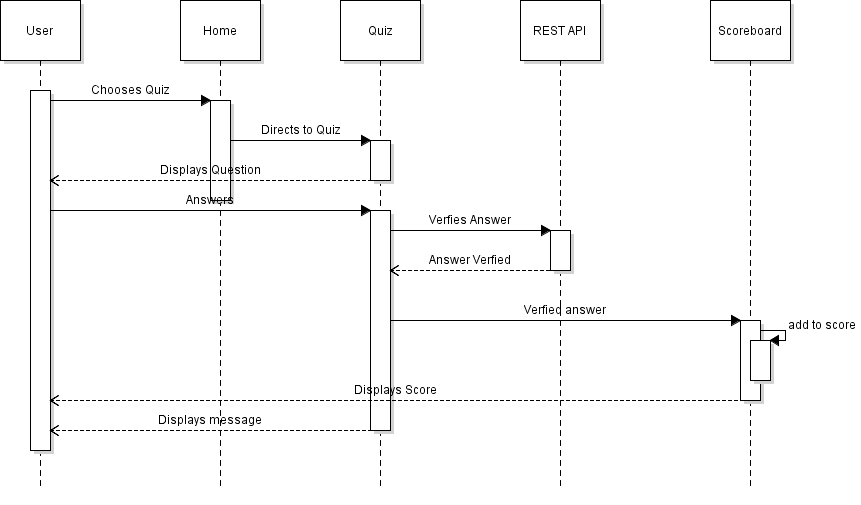 User
Home
Quiz
REST API
Scoreboard
Chooses Quiz
Directs to Quiz
Displays Question
Answers
Verfies Answer
Answer Verfied
Verfied answer
add to score
Displays Score
Displays message